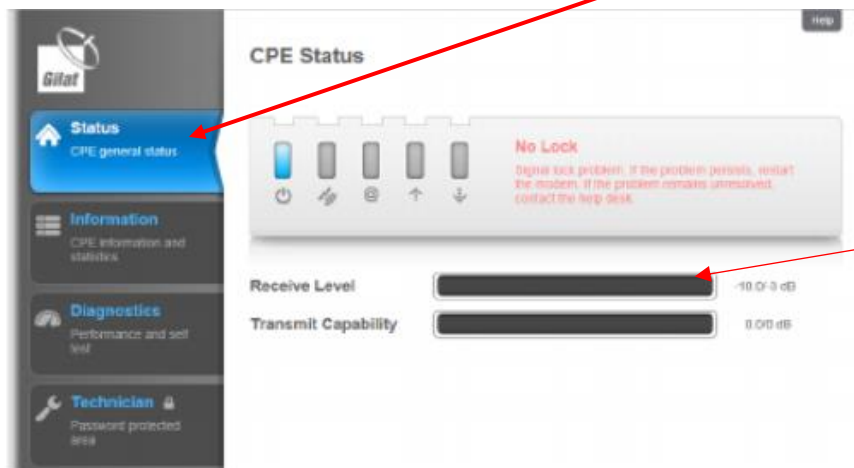 Help
Gilat
CPE Status
Status
CPE general status
No Lock
Signal lock problem. If the problem persists, restart
the modem. If the problem remains unresolved,
contact the help desk.
Information
CPE information and
statistics
Receive Level
-10.0/-3 dB
Diagnostics
Performance and self
test
Transmit Capability
0.0/0 dB
Technician
Password protected
area